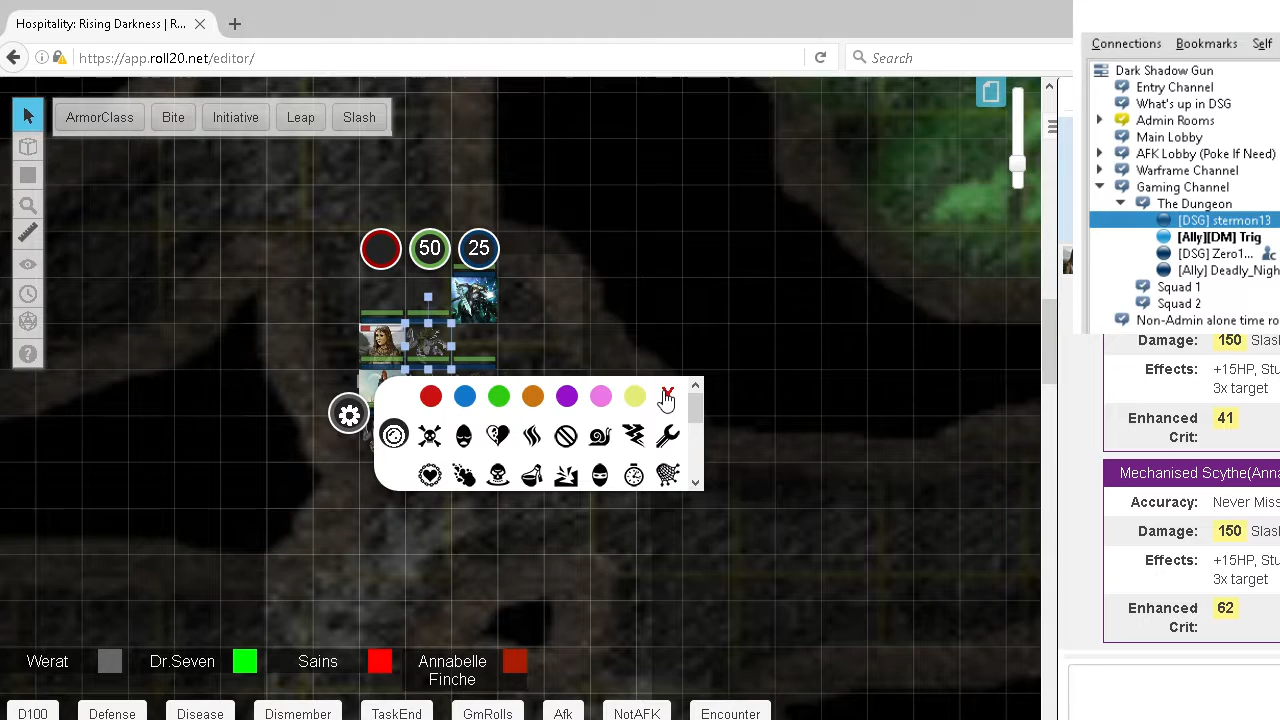 Hospitality: Rising Darkness | R...
https://app.roll20.net/editor/
Search
Connections Bookmarks Self
Dark Shadow Gun
Entry Channel
What's up in DSG
Admin Rooms
Main Lobby
AFK Lobby (Poke If Need)
Warframe Channel
Gaming Channel
The Dungeon
[DSG] stermon13
[Ally][DM] Trig
[DSG] Zero1...
[Ally] Deadly_Nigh
Squad 1
Squad 2
Non-Admin alone time ro
ArmorClass Bite Initiative Leap Slash
50 25
Damage: 150 Slash
Effects: +15HP, Stu
3x target
Enhanced Crit: 41
Mechanised Scythe(Anna
Accuracy: Never Miss
Damage: 150 Slash
Effects: +15HP, Stu
3x target
Enhanced Crit: 62
Werat Dr Seven Sains Annabelle Finche
D100 Defense Disease Dismember TaskEnd GmRolls Afk NotAFK Encounter